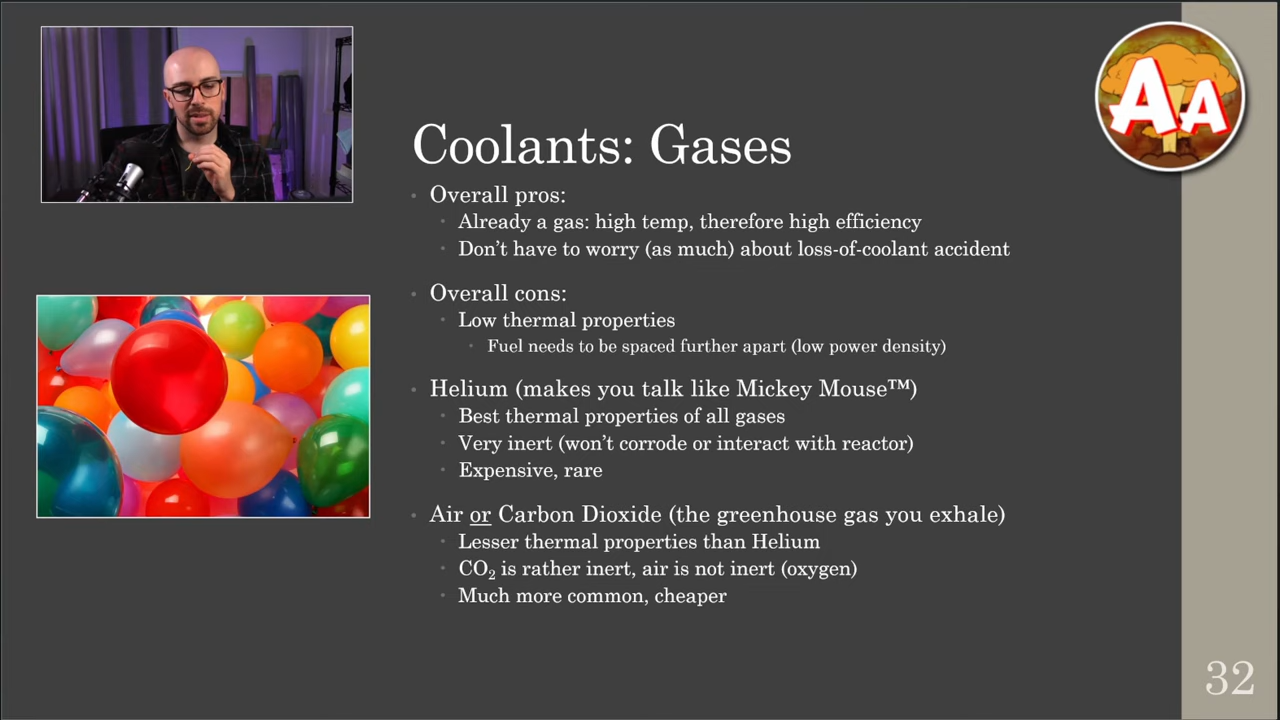 AA
Coolants: Gases
Overall pros:
Already a gas: high temp, therefore high efficiency
Don't have to worry (as much) about loss-of-coolant accident
Overall cons:
Low thermal properties
Fuel needs to be spaced further apart (low power density)
Helium (makes you talk like Mickey Mouse™)
Best thermal properties of all gases
Very inert (won't corrode or interact with reactor)
Expensive, rare
Air or Carbon Dioxide (the greenhouse gas you exhale)
Lesser thermal properties than Helium
CO₂ is rather inert, air is not inert (oxygen)
Much more common, cheaper
32